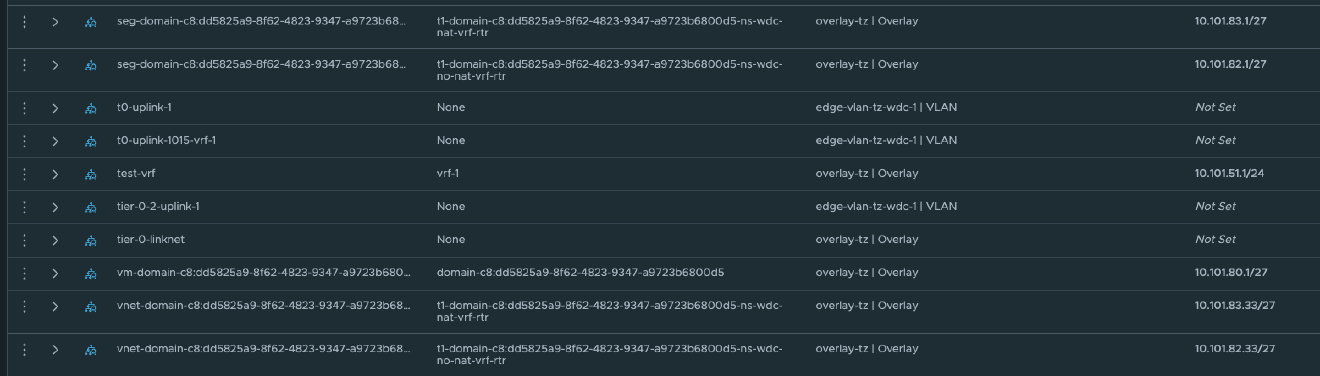 seg-domain-c8:dd5825a9-8f62-4823-9347-a9723b68... t1-domain-c8:dd5825a9-8f62-4823-9347-a9723b6800d5-ns-wdc- overlay-tz | Overlay 10.101.83.1/27
nat-vrf-rtr
seg-domain-c8:dd5825a9-8f62-4823-9347-a9723b68... t1-domain-c8:dd5825a9-8f62-4823-9347-a9723b6800d5-ns-wdc- overlay-tz | Overlay 10.101.82.1/27
no-nat-vrf-rtr
t0-uplink-1 None edge-vlan-tz-wdc-1 | VLAN Not Set
t0-uplink-1015-vrf-1 None edge-vlan-tz-wdc-1 | VLAN Not Set
test-vrf vrf-1 overlay-tz | Overlay 10.101.51.1/24
tier-0-2-uplink-1 None edge-vlan-tz-wdc-1 | VLAN Not Set
tier-0-linknet None overlay-tz | Overlay Not Set
vm-domain-c8:dd5825a9-8f62-4823-9347-a9723b680... domain-c8:dd5825a9-8f62-4823-9347-a9723b6800d5 overlay-tz | Overlay 10.101.80.1/27
vnet-domain-c8:dd5825a9-8f62-4823-9347-a9723b68... t1-domain-c8:dd5825a9-8f62-4823-9347-a9723b6800d5-ns-wdc- overlay-tz | Overlay 10.101.83.33/27
nat-vrf-rtr
vnet-domain-c8:dd5825a9-8f62-4823-9347-a9723b68... t1-domain-c8:dd5825a9-8f62-4823-9347-a9723b6800d5-ns-wdc- overlay-tz | Overlay 10.101.82.33/27
no-nat-vrf-rtr